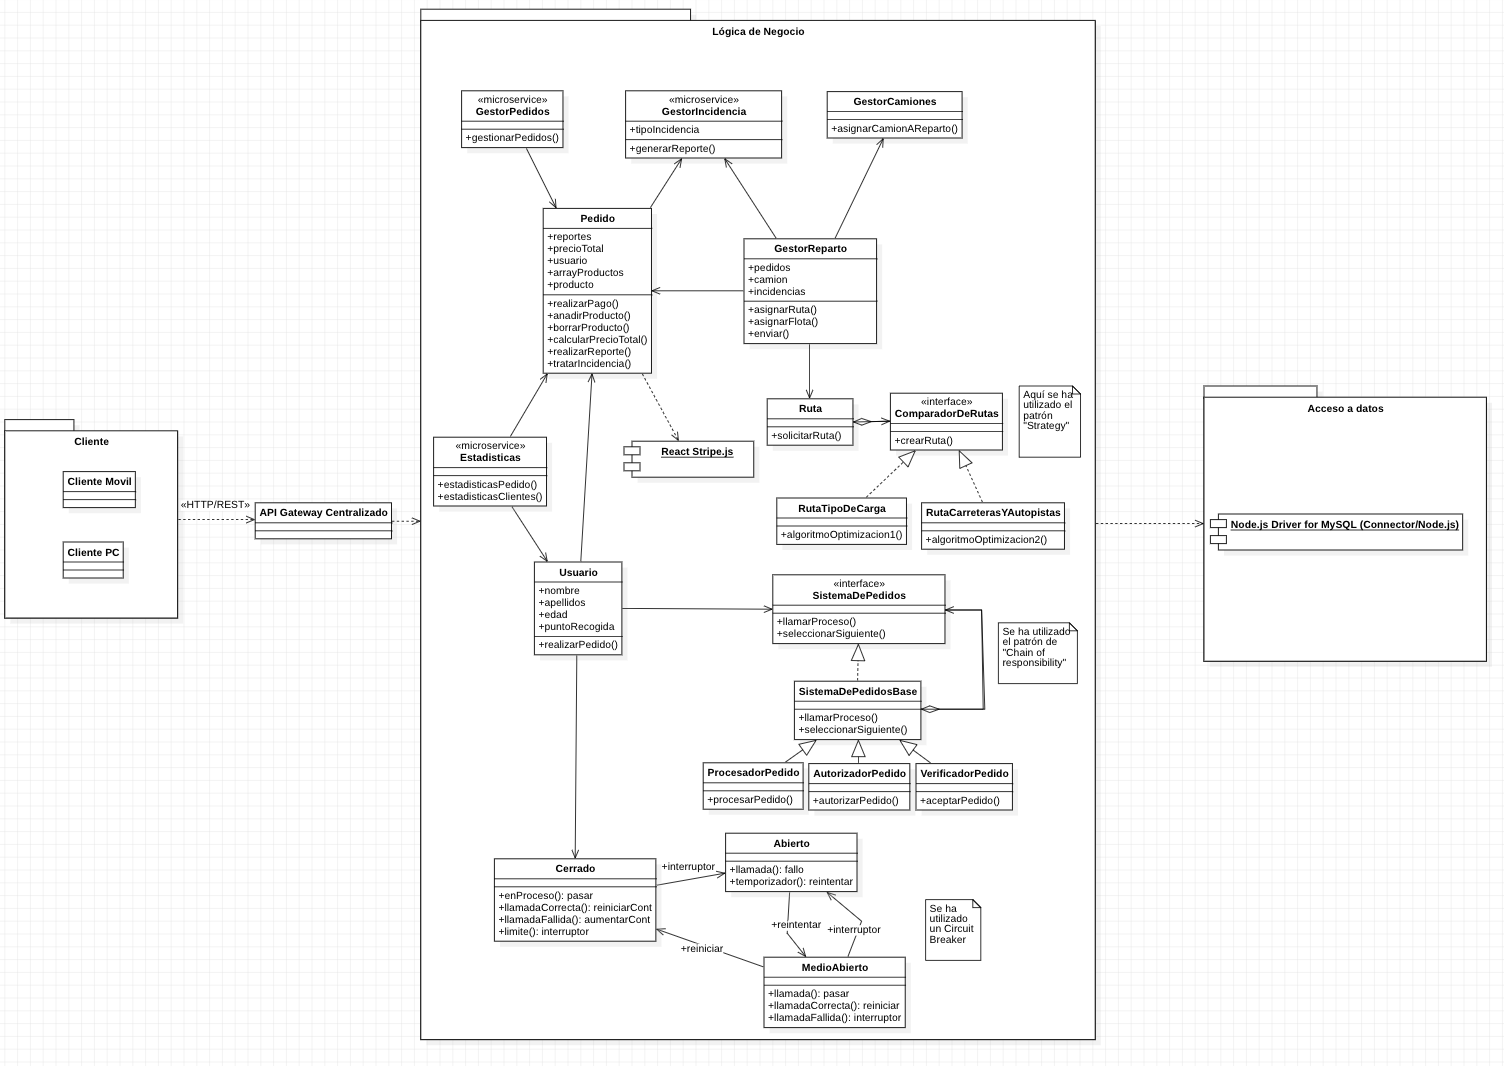 Lógica de Negocio
«microservice»
GestorPedidos
+gestionarPedidos()
«microservice»
GestorIncidencia
+tipoIncidencia
+generarReporte()
GestorCamiones
+asignarCamionAReparto()
Pedido
+reportes
+precioTotal
+usuario
+arrayProductos
+producto
+realizarPago()
+anadirProducto()
+borrarProducto()
+calcularPrecioTotal()
+realizarReporte()
+tratarIncidencia()
GestorReparto
+pedidos
+camion
+incidencias
+asignarRuta()
+asignarFlota()
+enviar()
Ruta
+solicitarRuta()
«interface»
ComparadorDeRutas
+crearRuta()
Aquí se ha
utilizado el
patrón
"Strategy"
«microservice»
Estadisticas
+estadisticasPedido()
+estadisticasClientes()
React Stripe.js
RutaTipoDeCarga
+algoritmoOptimizacion1()
RutaCarreterasYAutopistas
+algoritmoOptimizacion2()
Cliente
Cliente Movil
Cliente PC
«HTTP/REST»
API Gateway Centralizado
Acceso a datos
Node.js Driver for MySQL (Connector/Node.js)
Usuario
+nombre
+apellidos
+edad
+puntoRecogida
+realizarPedido()
«interface»
SistemaDePedidos
+llamarProceso()
+seleccionarSiguiente()
Se ha utilizado
el patrón de
"Chain of
responsibility"
SistemaDePedidosBase
+llamarProceso()
+seleccionarSiguiente()
ProcesadorPedido
+procesarPedido()
AutorizadorPedido
+autorizarPedido()
VerificadorPedido
+aceptarPedido()
Cerrado
+enProceso(): pasar
+llamadaCorrecta(): reiniciarCont
+llamadaFallida(): aumentarCont
+limite(): interruptor
+interruptor
Abierto
+llamada(): fallo
+temporizador(): reintentar
+reintentar
+interruptor
+reiniciar
Se ha
utilizado
un Circuit
Breaker
MedioAbierto
+llamada(): pasar
+llamadaCorrecta(): reiniciar
+llamadaFallida(): interruptor